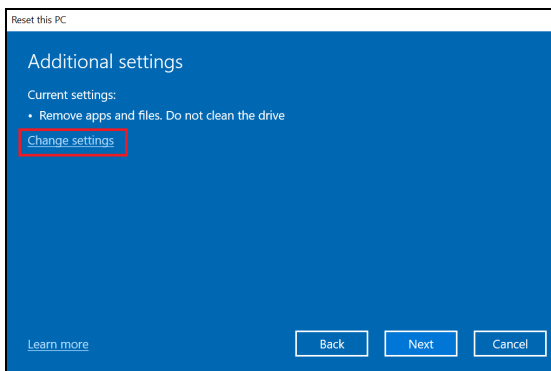 Reset this PC
Additional settings
Current settings:
• Remove apps and files. Do not clean the drive
Change settings
Learn more
Back
Next
Cancel